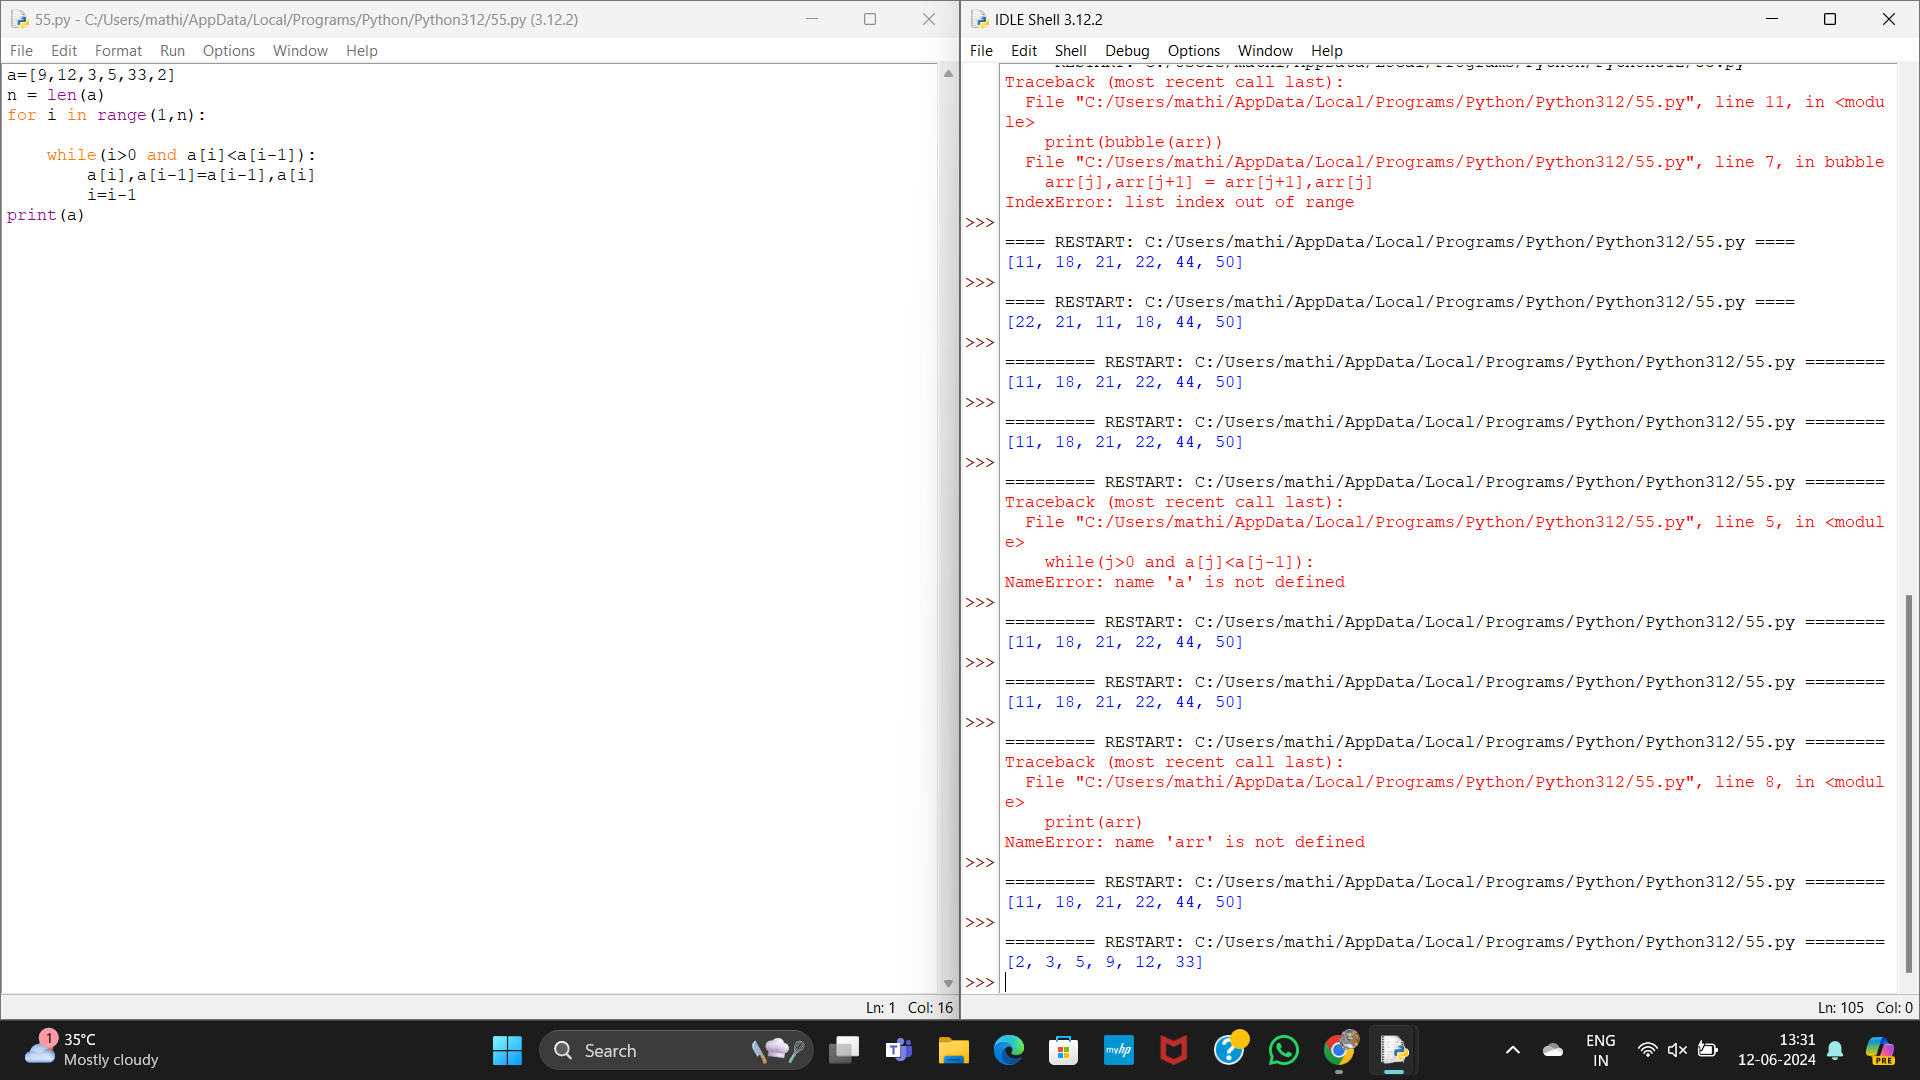 55.py - C:/Users/mathi/AppData/Local/Programs/Python/Python312/55.py (3.12.2)
File Edit Format Run Options Window Help
a=[9,12,3,5,33,2]
n = len(a)
for i in range(1,n):
    while(i>0 and a[i]<a[i-1]):
        a[i],a[i-1]=a[i-1],a[i]
        i=i-1
print(a)
Ln: 1 Col: 16
IDLE Shell 3.12.2
File Edit Shell Debug Options Window Help
Traceback (most recent call last):
  File "C:/Users/mathi/AppData/Local/Programs/Python/Python312/55.py", line 11, in <modu
le>
    print(bubble(arr))
  File "C:/Users/mathi/AppData/Local/Programs/Python/Python312/55.py", line 7, in bubble
    arr[j],arr[j+1] = arr[j+1],arr[j]
IndexError: list index out of range
>>>
==== RESTART: C:/Users/mathi/AppData/Local/Programs/Python/Python312/55.py ====
[11, 18, 21, 22, 44, 50]
>>>
==== RESTART: C:/Users/mathi/AppData/Local/Programs/Python/Python312/55.py ====
[22, 21, 11, 18, 44, 50]
>>>
========= RESTART: C:/Users/mathi/AppData/Local/Programs/Python/Python312/55.py ========
[11, 18, 21, 22, 44, 50]
>>>
========= RESTART: C:/Users/mathi/AppData/Local/Programs/Python/Python312/55.py ========
[11, 18, 21, 22, 44, 50]
>>>
========= RESTART: C:/Users/mathi/AppData/Local/Programs/Python/Python312/55.py ========
Traceback (most recent call last):
  File "C:/Users/mathi/AppData/Local/Programs/Python/Python312/55.py", line 5, in <modul
e>
    while(j>0 and a[j]<a[j-1]):
NameError: name 'a' is not defined
>>>
========= RESTART: C:/Users/mathi/AppData/Local/Programs/Python/Python312/55.py ========
[11, 18, 21, 22, 44, 50]
>>>
========= RESTART: C:/Users/mathi/AppData/Local/Programs/Python/Python312/55.py ========
[11, 18, 21, 22, 44, 50]
>>>
========= RESTART: C:/Users/mathi/AppData/Local/Programs/Python/Python312/55.py ========
Traceback (most recent call last):
  File "C:/Users/mathi/AppData/Local/Programs/Python/Python312/55.py", line 8, in <modul
e>
    print(arr)
NameError: name 'arr' is not defined
>>>
========= RESTART: C:/Users/mathi/AppData/Local/Programs/Python/Python312/55.py ========
[11, 18, 21, 22, 44, 50]
>>>
========= RESTART: C:/Users/mathi/AppData/Local/Programs/Python/Python312/55.py ========
[2, 3, 5, 9, 12, 33]
>>>
Ln: 105 Col: 0
1
35°C
Mostly cloudy
Search
myhp
ENG
IN
13:31
12-06-2024
PRE